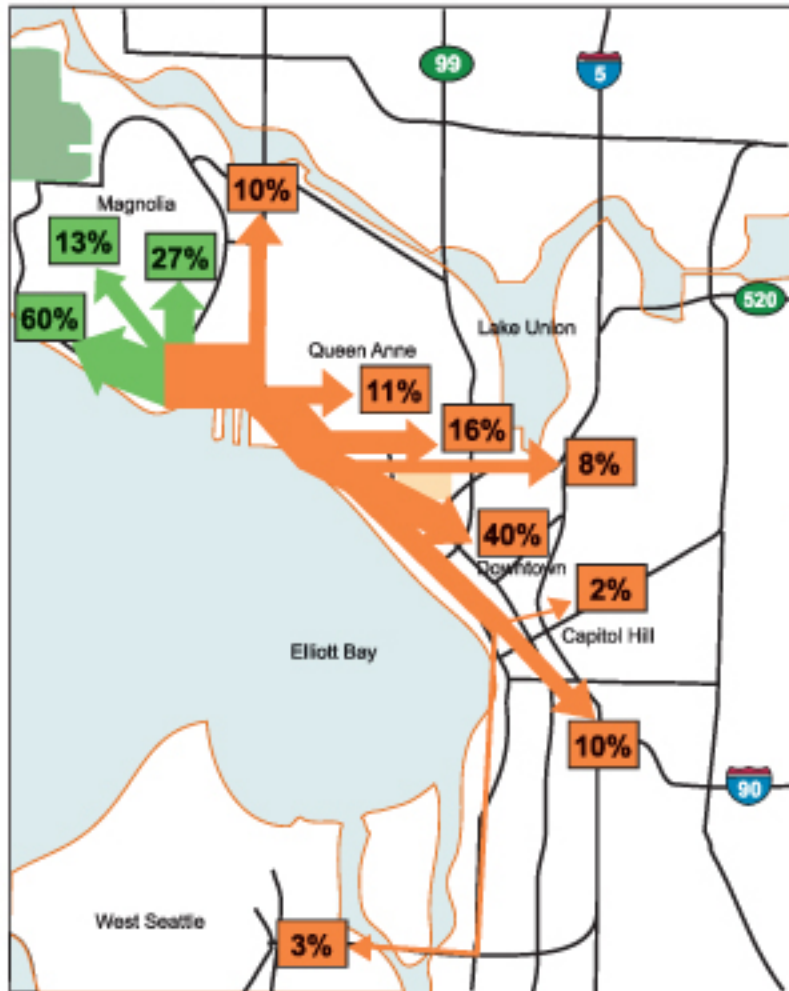 99
5
10%
Magnolia
13%
27%
520
60%
Lake Union
Queen Anne
11%
16%
8%
40%
Downtown
2%
Capitol Hill
Elliott Bay
10%
90
West Seattle
3%